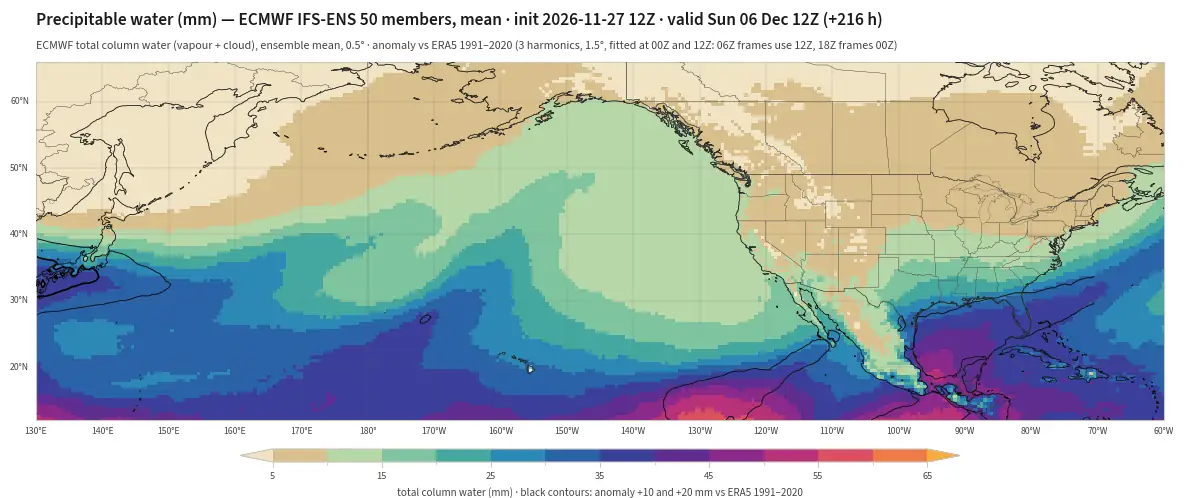 Precipitable water (mm) — ECMWF IFS-ENS 50 members, mean · init 2026-11-27 12Z · valid Sun 06 Dec 12Z (+216 h)
ECMWF total column water (vapour + cloud), ensemble mean, 0.5° · anomaly vs ERA5 1991–2020 (3 harmonics, 1.5°, fitted at 00Z and 12Z: 06Z frames use 12Z, 18Z frames 00Z)
60°N
50°N
40°N
30°N
20°N
130°E 140°E 150°E 160°E 170°E 180° 170°W 160°W 150°W 140°W 130°W 120°W 110°W 100°W 90°W 80°W 70°W 60°W
5 15 25 35 45 55 65
total column water (mm) · black contours: anomaly +10 and +20 mm vs ERA5 1991–2020